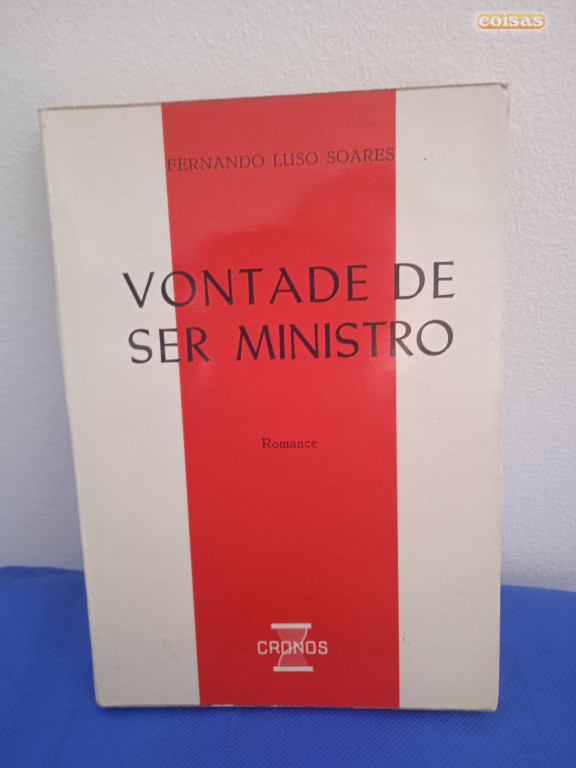 coisas
FERNANDO LUSO SOARES
VONTADE DE
SER MINISTRO
Romance
CRONOS